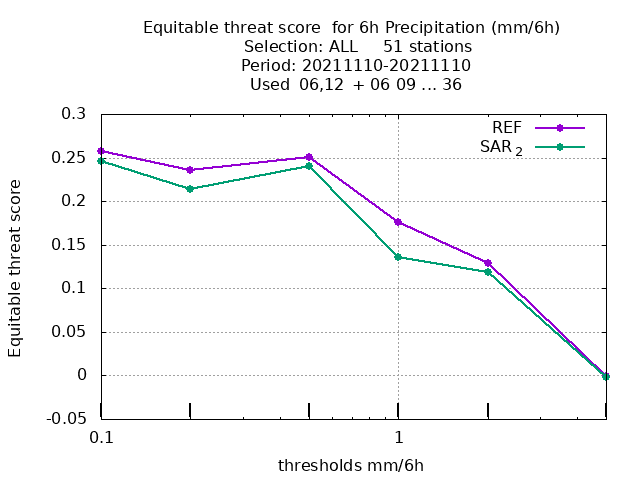 Equitable threat score  for 6h Precipitation (mm/6h)
Selection: ALL     51 stations
Period: 20211110-20211110
Used  06,12  + 06 09 ... 36
0.3
0.25
0.2
0.15
0.1
0.05
0
-0.05
Equitable threat score
REF
SAR 2
0.1
1
thresholds mm/6h